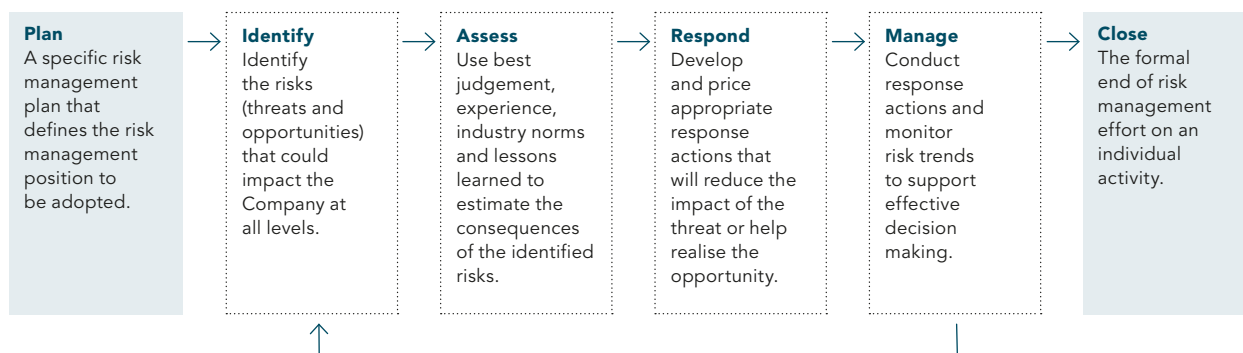 Plan
A specific risk
management
plan that
defines the risk
management
position to
be adopted.
Identify
Identify
the risks
(threats and
opportunities)
that could
impact the
Company at
all levels.
Assess
Use best
judgement,
experience,
industry norms
and lessons
learned to
estimate the
consequences
of the identified
risks.
Respond
Develop
and price
appropriate
response
actions that
will reduce the
impact of the
threat or help
realise the
opportunity.
Manage
Conduct
response
actions and
monitor
risk trends
to support
effective
decision
making.
Close
The formal
end of risk
management
effort on an
individual
activity.